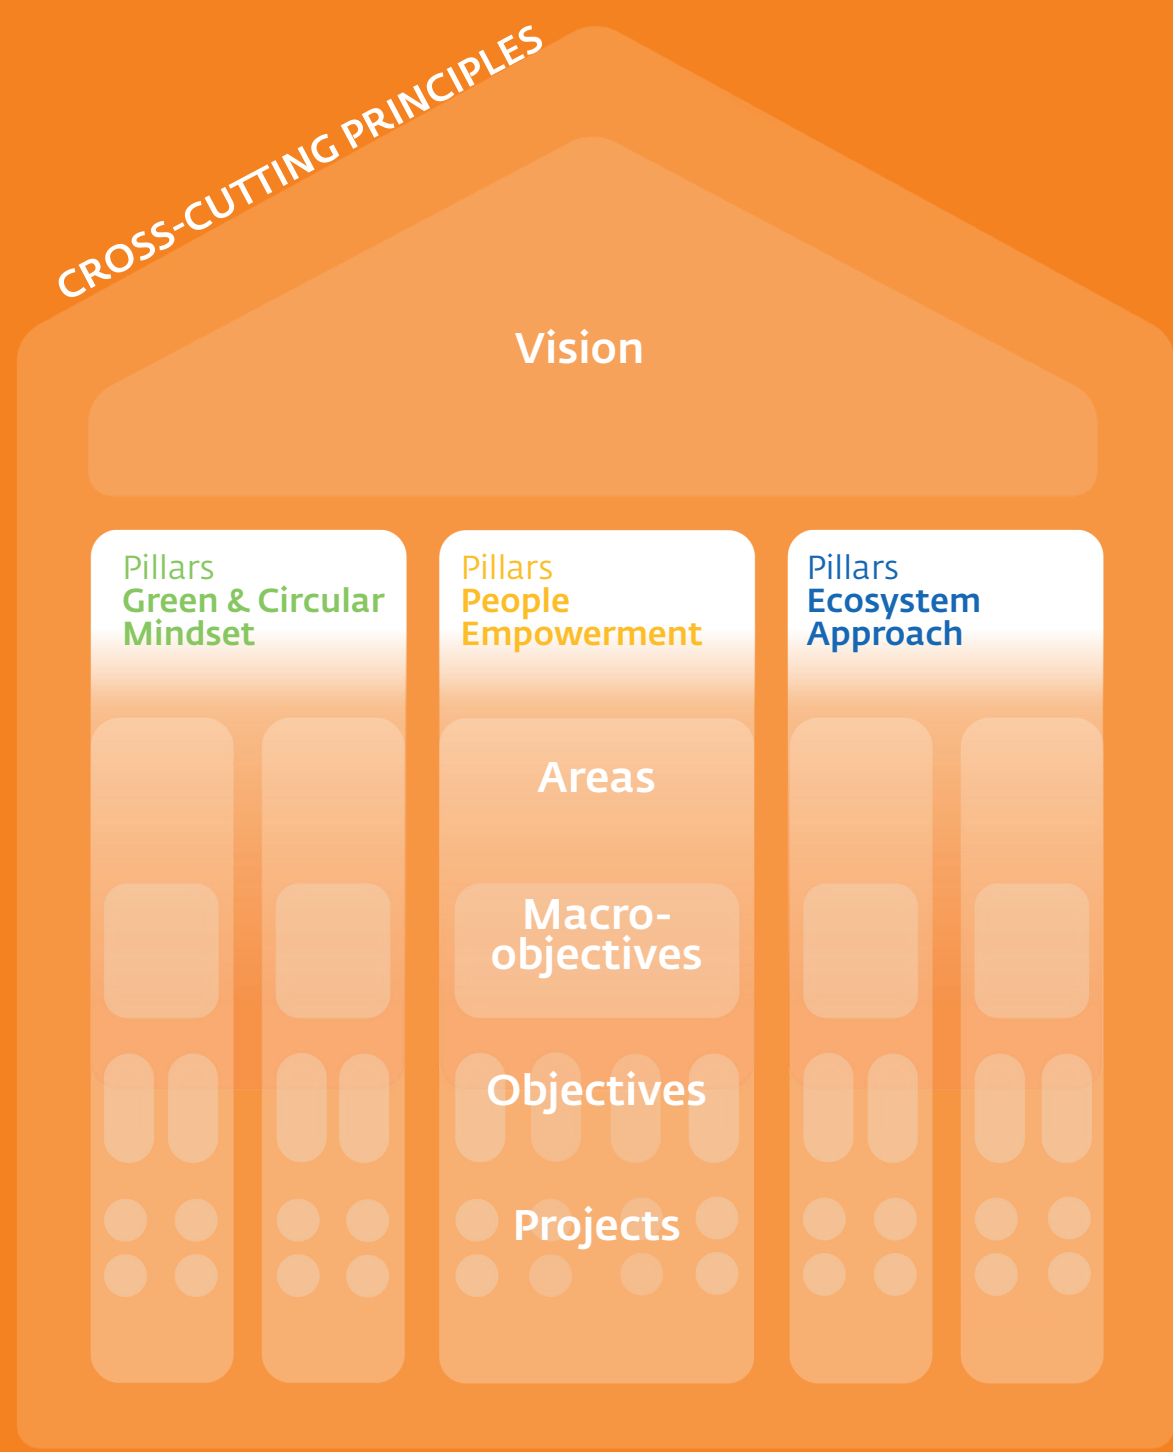 CROSS-CUTTING PRINCIPLES
Vision
Pillars
Green & Circular
Mindset
Pillars
People
Empowerment
Pillars
Ecosystem
Approach
Areas
Macro-
objectives
Objectives
Projects